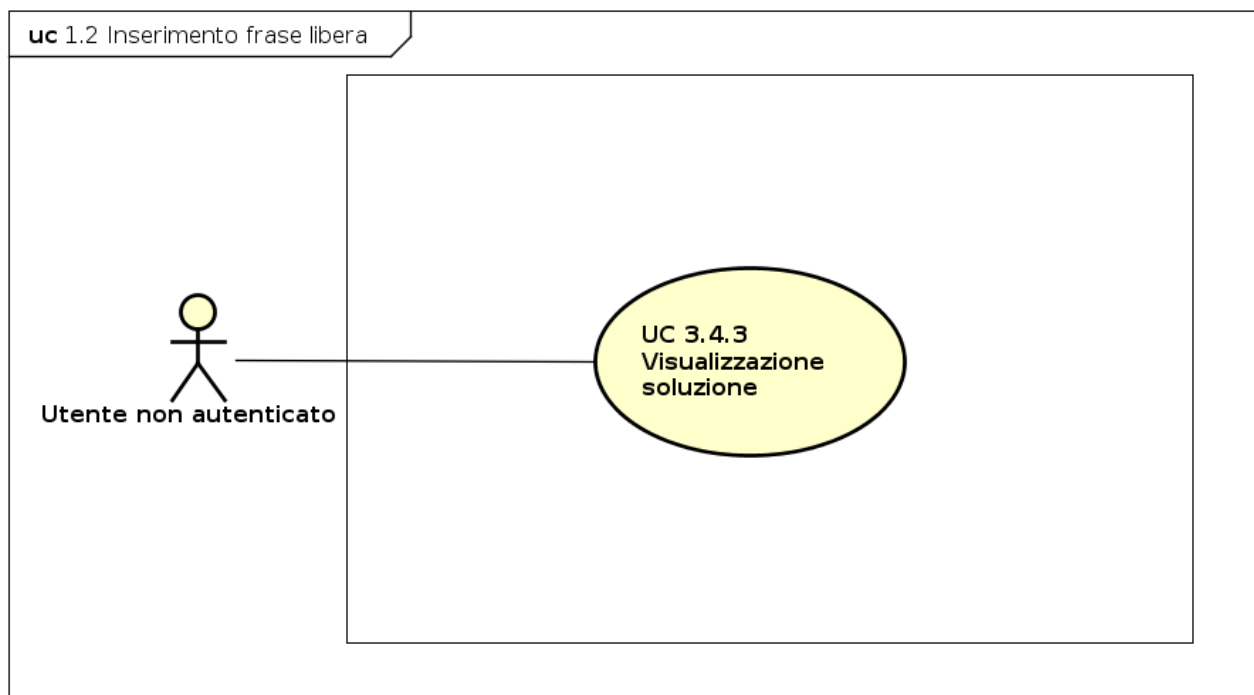 uc 1.2 Inserimento frase libera
UC 3.4.3
Visualizzazione
soluzione
Utente non autenticato